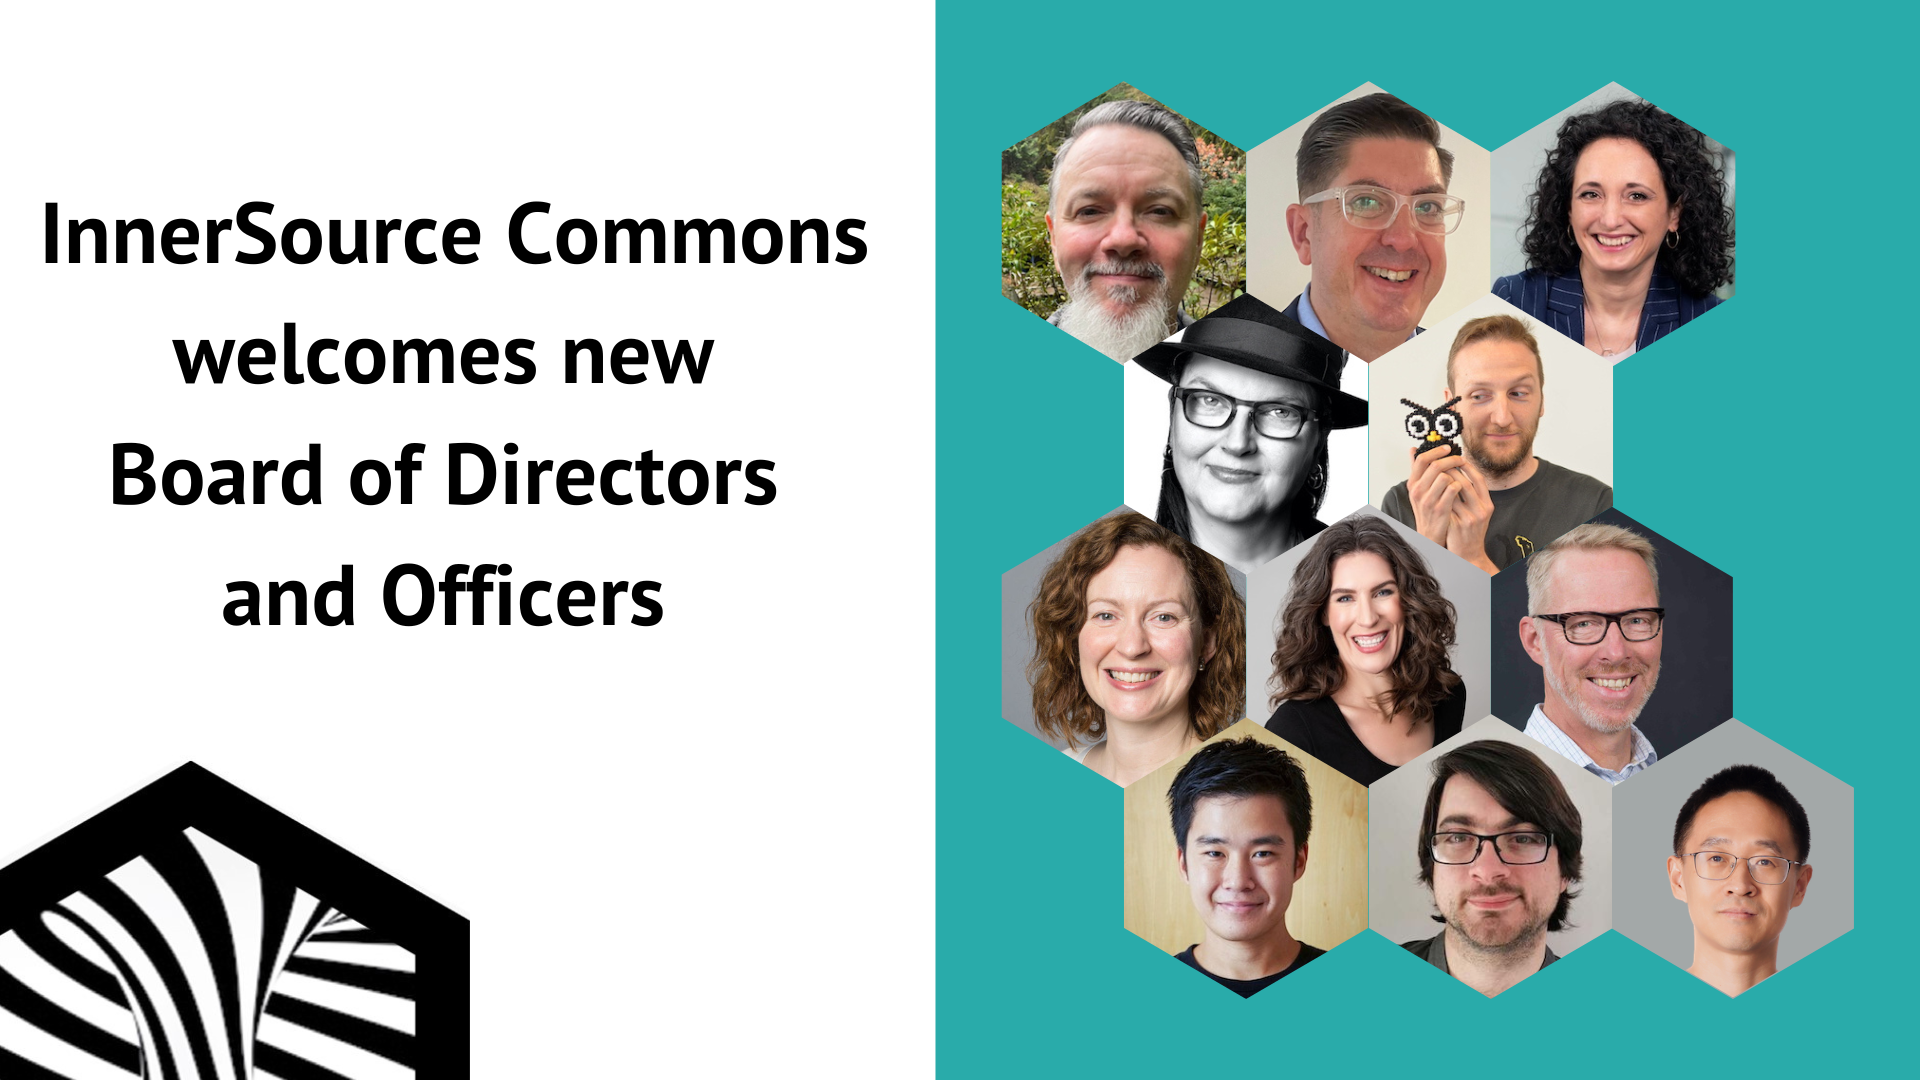 InnerSource Commons
welcomes new
Board of Directors
and Officers